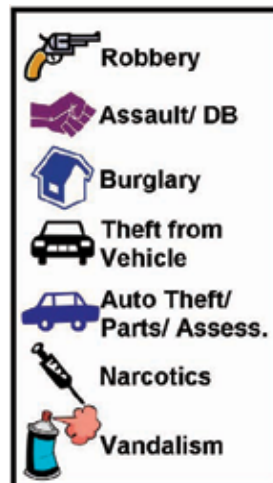 Robbery
Assault/ DB
Burglary
Theft from
Vehicle
Auto Theft/
Parts/ Assess.
Narcotics
Vandalism